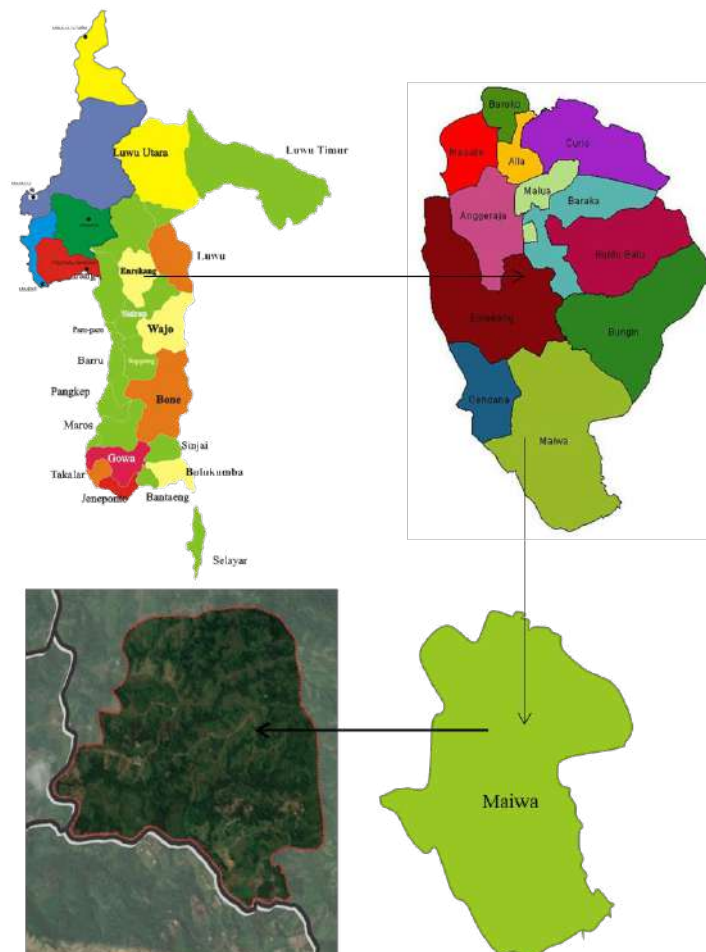 Luwu Utara
Luwu Timur
Luwu
Enrekang
Wajo
Pare-pare
Barru
Soppeng
Pangkep
Bone
Maros
Sinjai
Gowa
Takalar
Bulukumba
Jeneponto
Bantaeng
Selayar
Baroko
Curio
Masalle
Alla
Malua
Baraka
Anggeraja
Buntu Batu
Enrekang
Bungin
Cendana
Maiwa
Maiwa